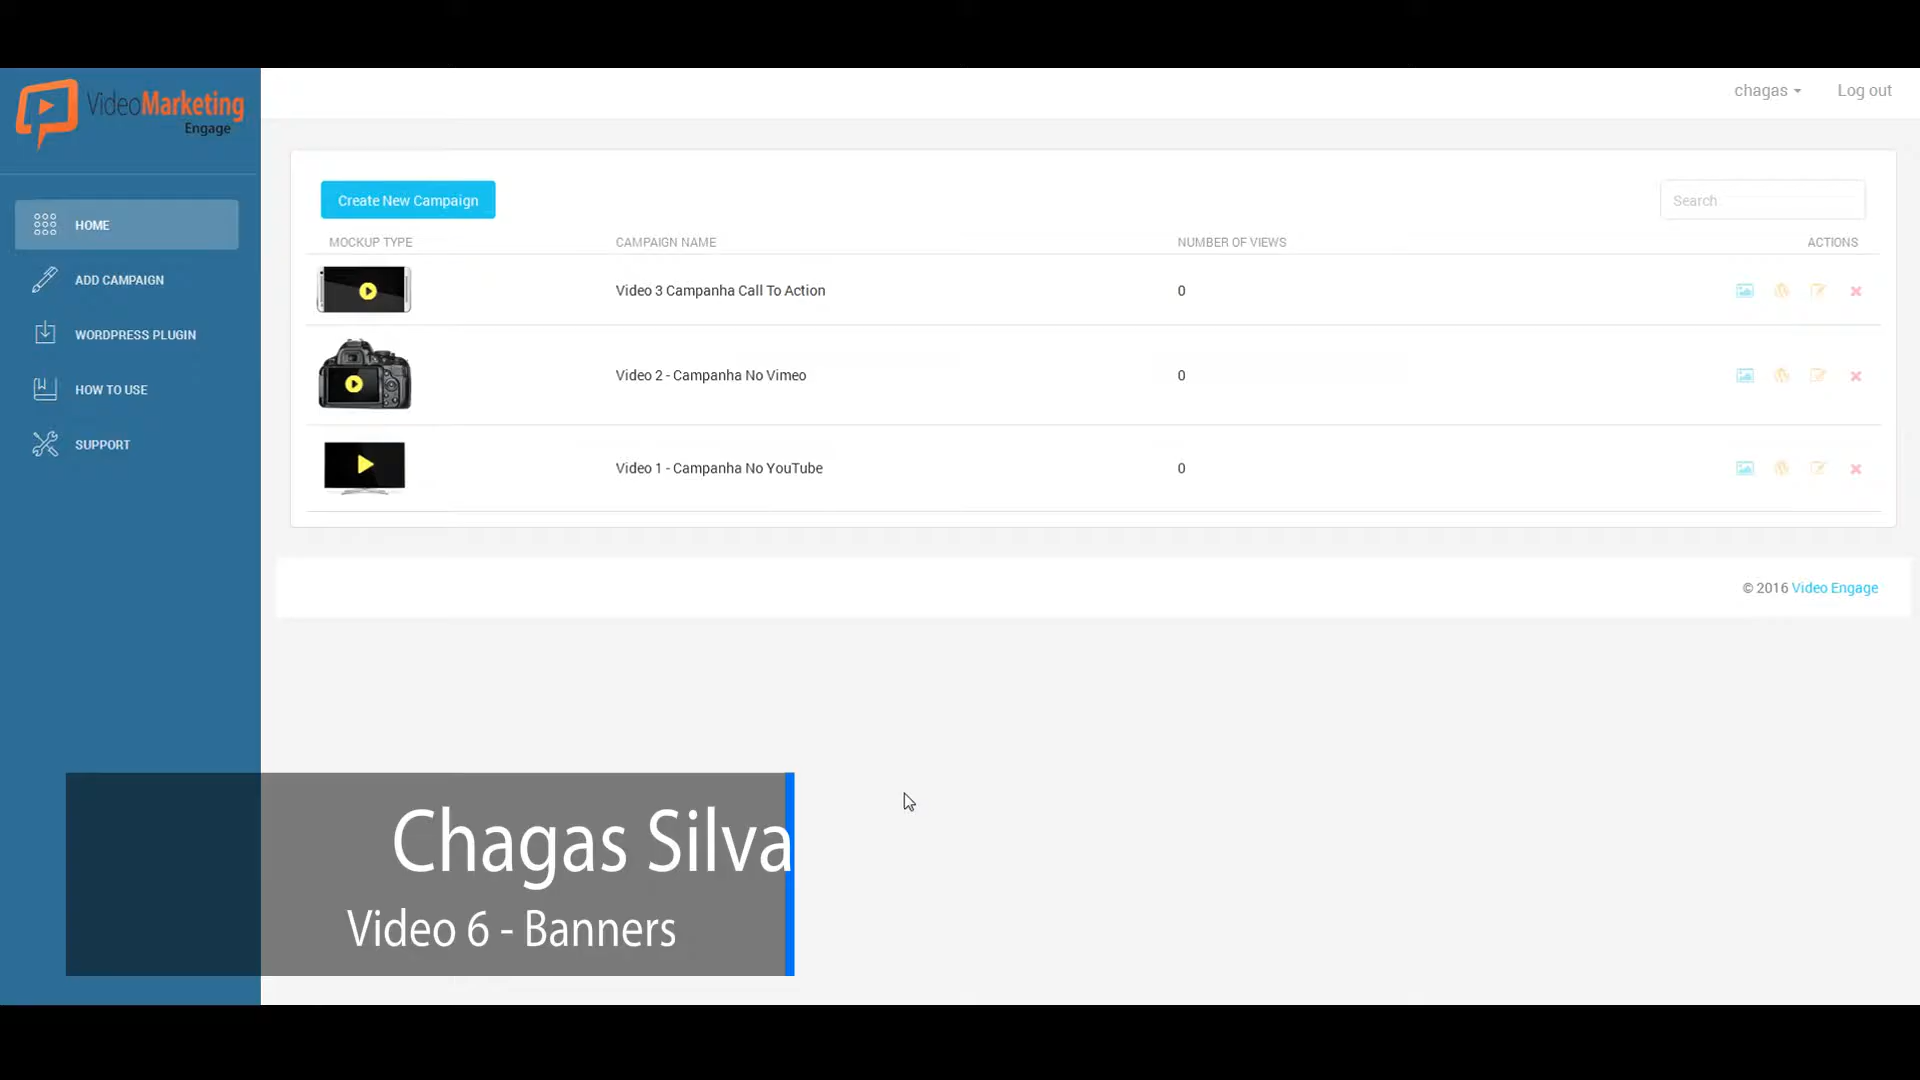 VideoMarketing
Engage
chagas
Log out
HOME
ADD CAMPAIGN
WORDPRESS PLUGIN
HOW TO USE
SUPPORT
Create New Campaign
Search
MOCKUP TYPE
CAMPAIGN NAME
NUMBER OF VIEWS
ACTIONS
Video 3 Campanha Call To Action
0
Video 2 - Campanha No Vimeo
0
Video 1 - Campanha No YouTube
0
© 2016 Video Engage
Chagas Silva
Video 6 - Banners